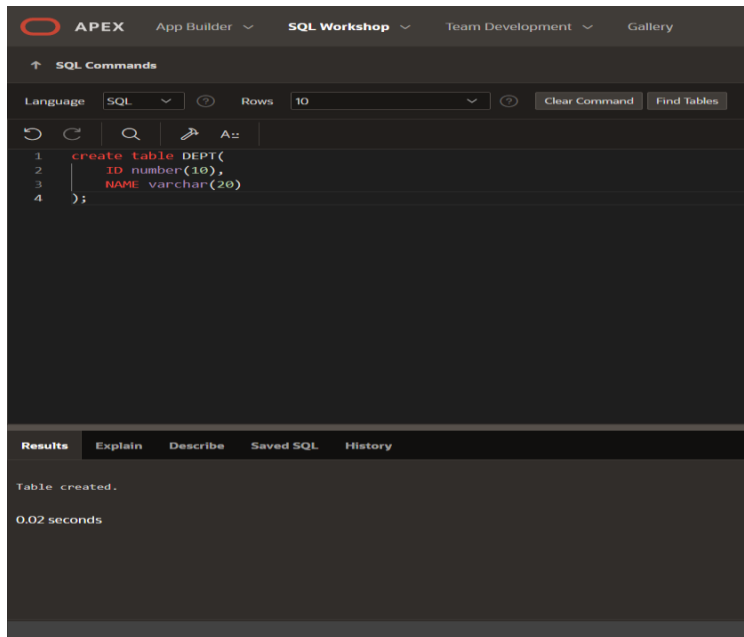 APEX App Builder SQL Workshop Team Development Gallery
↑ SQL Commands
Language SQL ? Rows 10 ? Clear Command Find Tables
A::
1 create table DEPT(
2 ID number(10),
3 NAME varchar(20)
4 );
Results Explain Describe Saved SQL History
Table created.
0.02 seconds